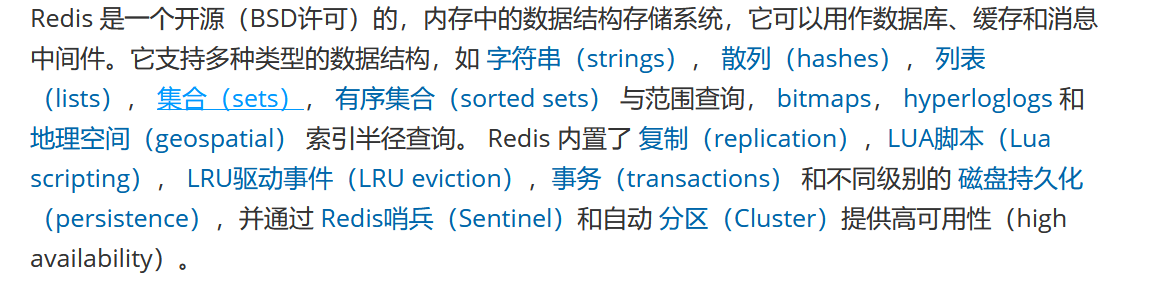 Redis 是一个开源（BSD许可）的，内存中的数据结构存储系统，它可以用作数据库、缓存和消息
中间件。它支持多种类型的数据结构，如 字符串（strings）， 散列（hashes）， 列表
（lists）， 集合（sets）， 有序集合（sorted sets） 与范围查询， bitmaps， hyperloglogs 和
地理空间（geospatial） 索引半径查询。 Redis 内置了 复制（replication），LUA脚本（Lua
scripting）， LRU驱动事件（LRU eviction），事务（transactions） 和不同级别的 磁盘持久化
（persistence）， 并通过 Redis哨兵（Sentinel）和自动 分区（Cluster）提供高可用性（high
availability）。